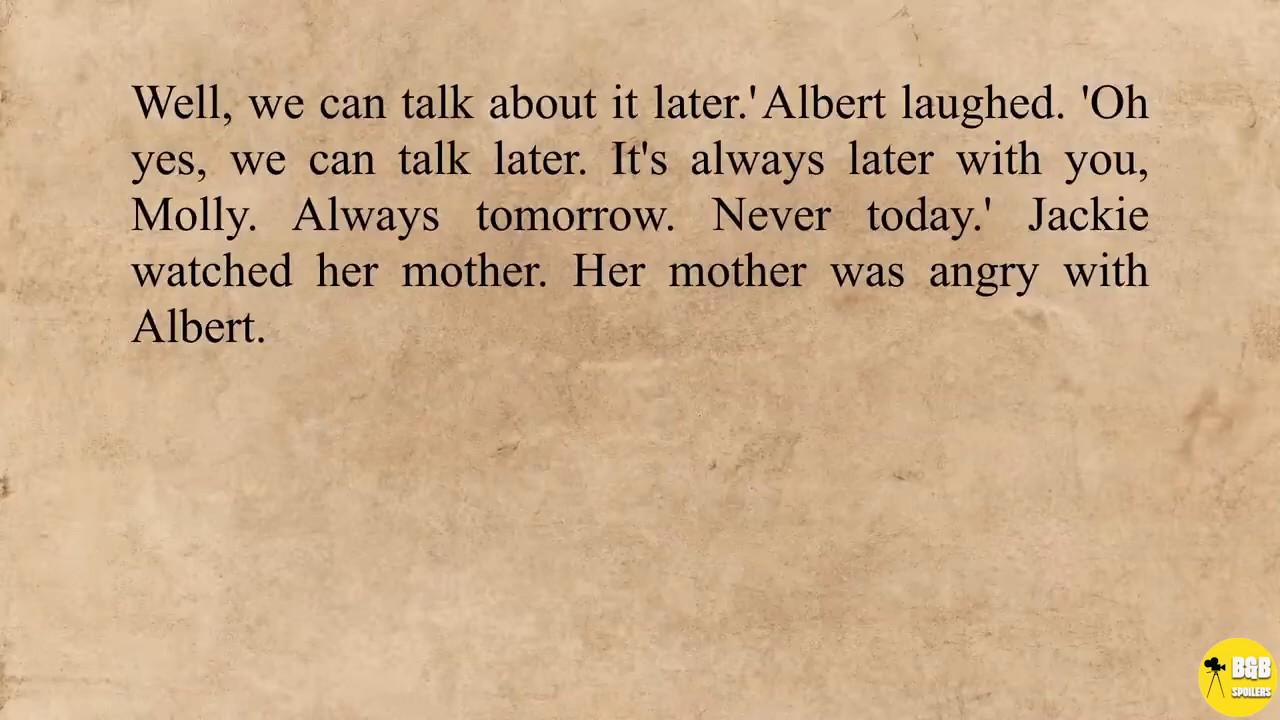 Well, we can talk about it later.' Albert laughed. 'Oh
yes, we can talk later. It's always later with you,
Molly. Always tomorrow. Never today.' Jackie
watched her mother. Her mother was angry with
Albert.
B&B
SPOILERS